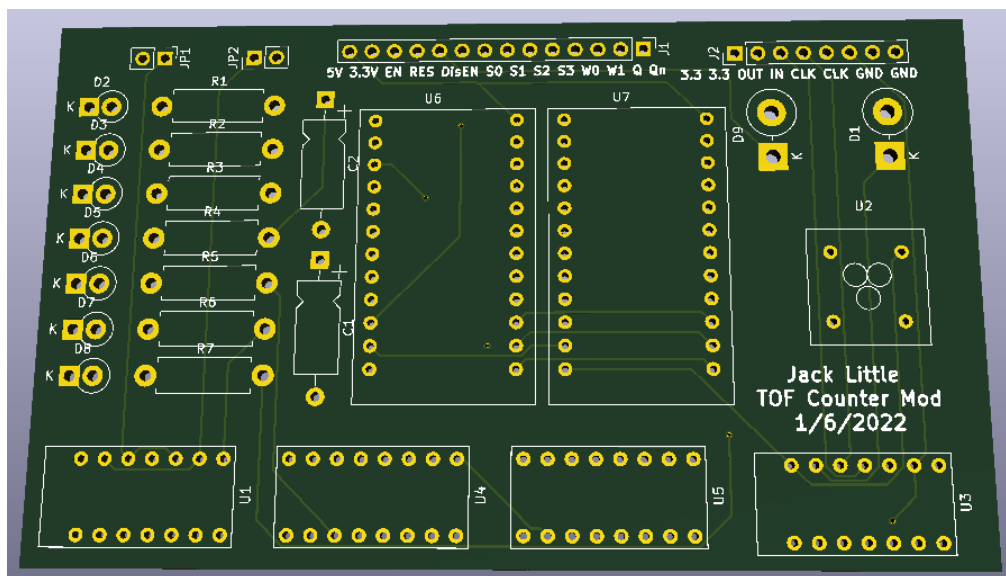 JP1
JP2
J1
J2
5V 3.3V EN RES DisEN S0 S1 S2 S3 W0 W1 Q Qn
3.3 3.3 OUT IN CLK CLK GND GND
D2
R1
U6
U7
K
D3
R2
C2
D9
D1
K
D4
K
K
R3
K
D5
R4
U2
K
D6
R5
K
D7
R6
C1
K
D8
R7
K
Jack Little
TOF Counter Mod
1/6/2022
U1
U4
U5
U3